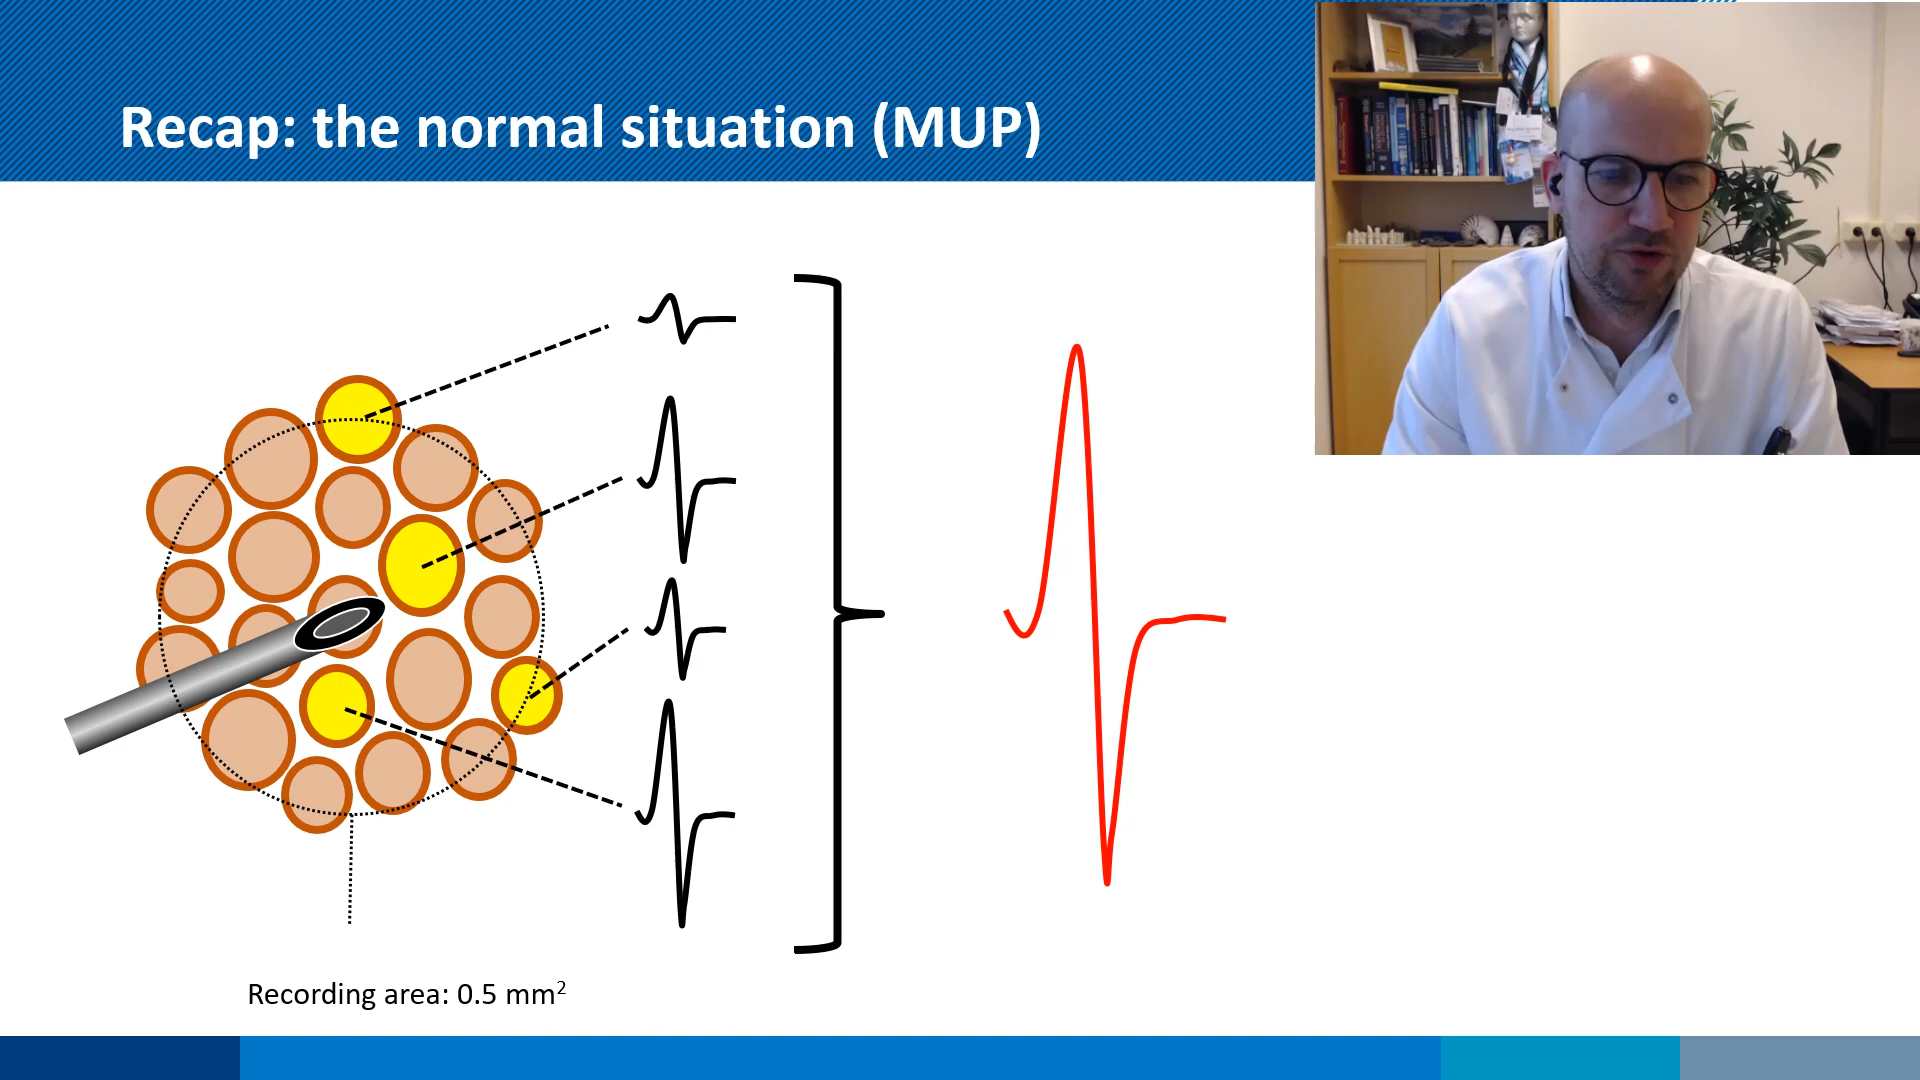 Recap: the normal situation (MUP)
Recording area: 0.5 mm²